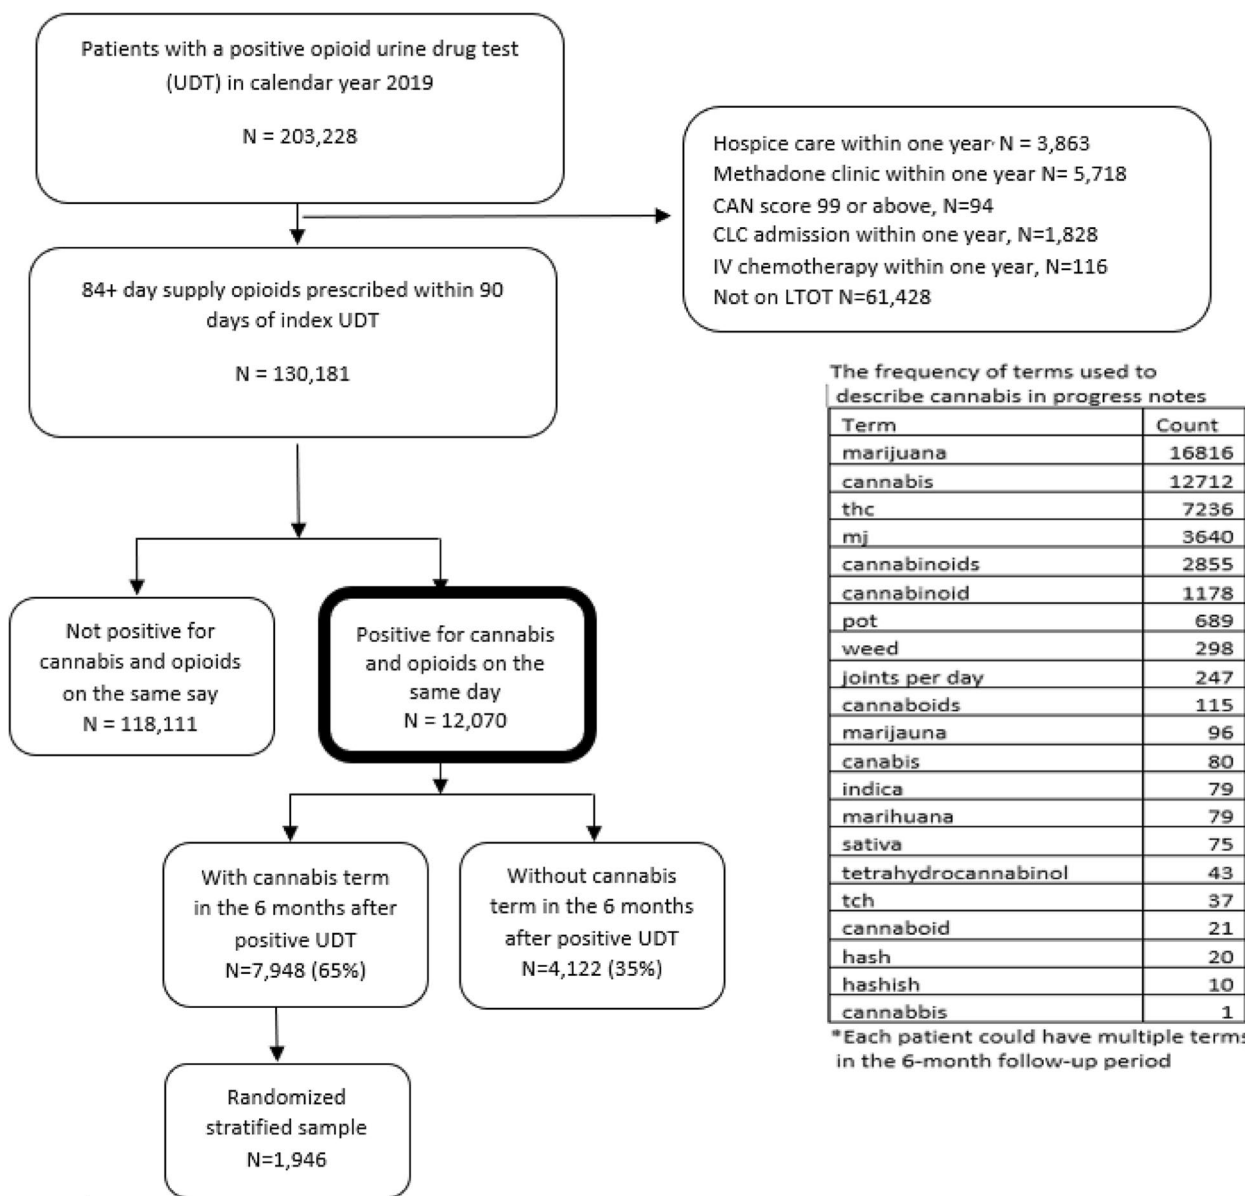 Patients with a positive opioid urine drug test
(UDT) in calendar year 2019
N = 203,228
Hospice care within one year N = 3,863
Methadone clinic within one year N= 5,718
CAN score 99 or above, N=94
CLC admission within one year, N=1,828
IV chemotherapy within one year, N=116
Not on LTOT N=61,428
84+ day supply opioids prescribed within 90
days of index UDT
N = 130,181
Not positive for
cannabis and opioids
on the same say
N = 118,111
Positive for cannabis
and opioids on the
same day
N = 12,070
With cannabis term
in the 6 months after
positive UDT
N=7,948 (65%)
Without cannabis
term in the 6 months
after positive UDT
N=4,122 (35%)
Randomized
stratified sample
N=1,946
The frequency of terms used to
describe cannabis in progress notes
Term Count
marijuana 16816
cannabis 12712
thc 7236
mj 3640
cannabinoids 2855
cannabinoid 1178
pot 689
weed 298
joints per day 247
cannaboids 115
marijauna 96
canabis 80
indica 79
marihuana 79
sativa 75
tetrahydrocannabinol 43
tch 37
cannaboid 21
hash 20
hashish 10
cannabbis 1
*Each patient could have multiple terms
in the 6-month follow-up period